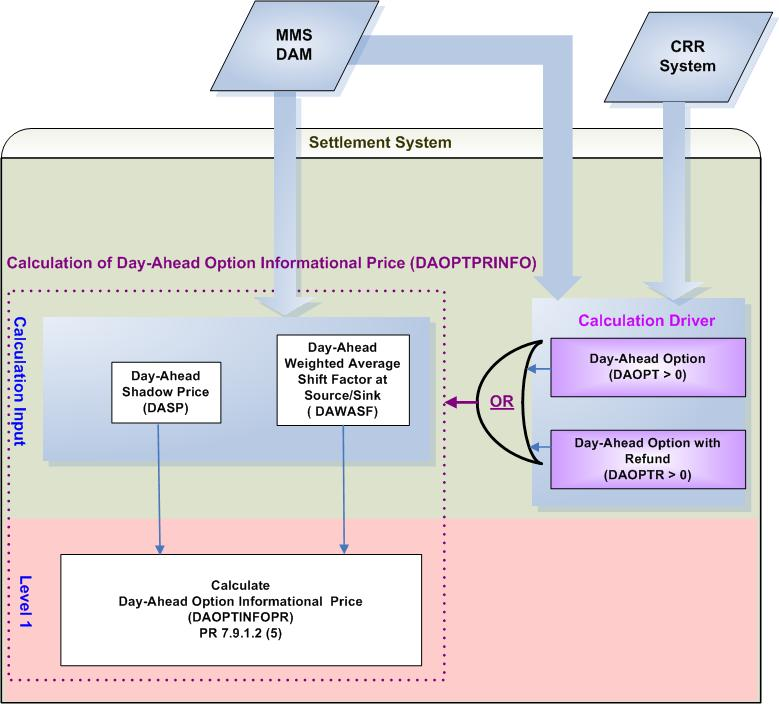 MMS
DAM
CRR
System
Settlement System
Calculation of Day-Ahead Option Informational Price (DAOPTPRINFO)
Calculation Input
Day-Ahead
Shadow Price
(DASP)
Day-Ahead
Weighted Average
Shift Factor at
Source/Sink
( DAWASF)
OR
Calculation Driver
Day-Ahead Option
(DAOPT > 0)
Day-Ahead Option with
Refund
(DAOPTR > 0)
Level 1
Calculate
Day-Ahead Option Informational Price
(DAOPTINFOPR)
PR 7.9.1.2 (5)